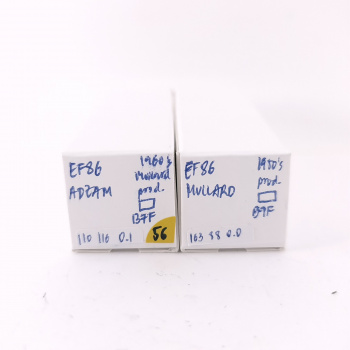 EF86
ADZAM
1960's
Mullard
prod.
B7F
110 110 0.1
56
EF86
MULLARD
1950's
prod.
B9F
103 98 0.0